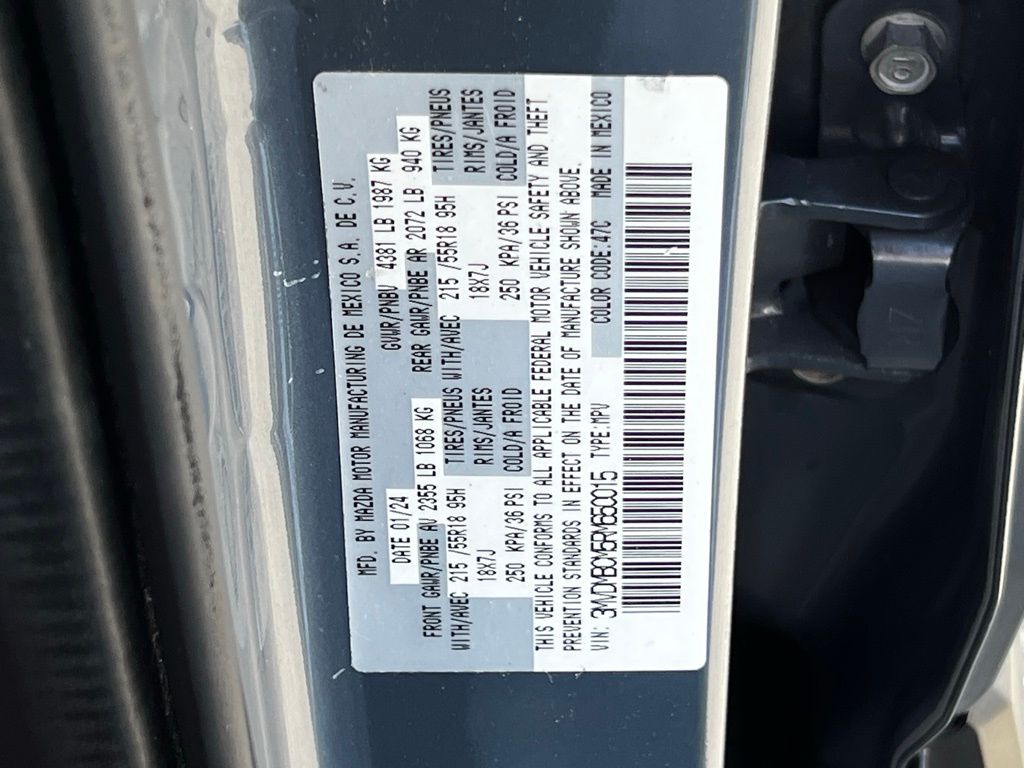 MFD. BY MAZDA MOTOR MANUFACTURING DE MEXICO S.A. DE C.V.
DATE 01/24 GVWR/PNBV 4381 LB 1987 KG
FRONT GAWR/PNBE AV 2355 LB 1068 KG REAR GAWR/PNBE AR 2072 LB 940 KG
WITH/AVEC 215 /55R18 95H TIRES/PNEUS WITH/AVEC 215 /55R18 95H TIRES/PNEUS
18X7J RIMS/JANTES 18X7J RIMS/JANTES
250 KPA/36 PSI COLD/A FROID 250 KPA/36 PSI COLD/A FROID
THIS VEHICLE CONFORMS TO ALL APPLICABLE FEDERAL MOTOR VEHICLE SAFETY AND THEFT
PREVENTION STANDARDS IN EFFECT ON THE DATE OF MANUFACTURE SHOWN ABOVE.
VIN: 3MVDMBCM5RM650015 TYPE:MPV COLOR CODE:47C MADE IN MEXICO